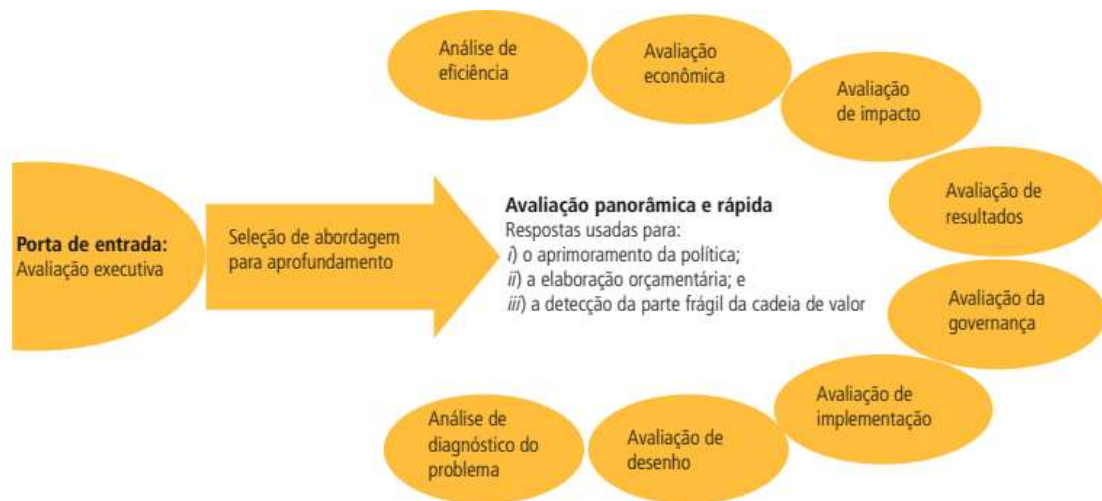 Análise de
eficiência
Avaliação
econômica
Avaliação
de impacto
Avaliação de
resultados
Porta de entrada:
Avaliação executiva
Seleção de abordagem
para aprofundamento
Avaliação panorâmica e rápida
Respostas usadas para:
i) o aprimoramento da política;
ii) a elaboração orçamentária; e
iii) a detecção da parte frágil da cadeia de valor
Avaliação da
governança
Avaliação de
implementação
Análise de
diagnóstico do
problema
Avaliação de
desenho